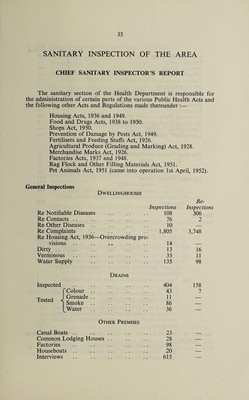 35
SANITARY INSPECTION OF THE AREA
CHIEF SANITARY INSPECTOR'S REPORT
The sanitary section of the Health Department is responsible for
the administration of certain parts of the various Public Health Acts and
the following other Acts and Regulations made thereunder :—
Housing Acts, 1936 and 1949.
Food and Drugs Acts, 1938 to 1950.
Shops Act, 1950.
Prevention of Damage by Pests Act, 1949.
Fertilisers and Feeding Stuffs Act, 1926.
Agricultural Produce (Grading and Marking) Act, 1928.
Merchandise Marks Act, 1926.
Factories Acts, 1937 and 1948.
Rag Flock and Other Filling Materials Act, 1951.
Pet Animals Act, 1951 (came into operation 1st April, 1952).
General Inspections
DWELLINGHOUSES
Re-
Inspections Inspections
Re Notifiable Diseases .. .. .. 108 306
Re Contacts .. .. .. .. 76 2
Re Other Diseases .. .. .. 10 —
Re Complaints .. .. .. .. 1,805 3,748
Re Housing Act, 1936—Overcrowding pro-
visions .. .. .. .. 14 —
Dirty .. .. .. .. .. 13 16
Verminous .. .. .. .. 35 11
Water Supply .. .. .. .. 135 98
DRAINS
Inspected .. .. .. .. 404 158
Tested { Colour .. .. .. .. 43 7
Grenade .. .. .. .. 11 —
Smoke .. .. .. .. 86 —
Water .. .. .. .. 36 —
OTHER PREMISES
Canal Boats .. .. .. .. 23 —
Common Lodging Houses .. .. .. 28 —
Factories .. .. .. .. 98 —
Houseboats .. .. .. .. 20 —
Interviews .. .. .. .. 615 —